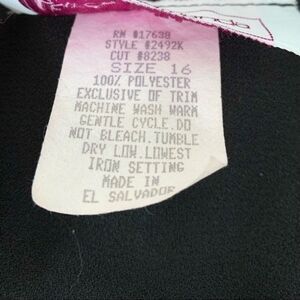 RN #17638
STYLE #2492K
CUT #8238
SIZE 16
100% POLYESTER
EXCLUSIVE OF TRIM
MACHINE WASH WARM
GENTLE CYCLE.DO
NOT BLEACH.TUMBLE
DRY LOW.LOWEST
IRON SETTING
MADE IN
EL SALVADOR